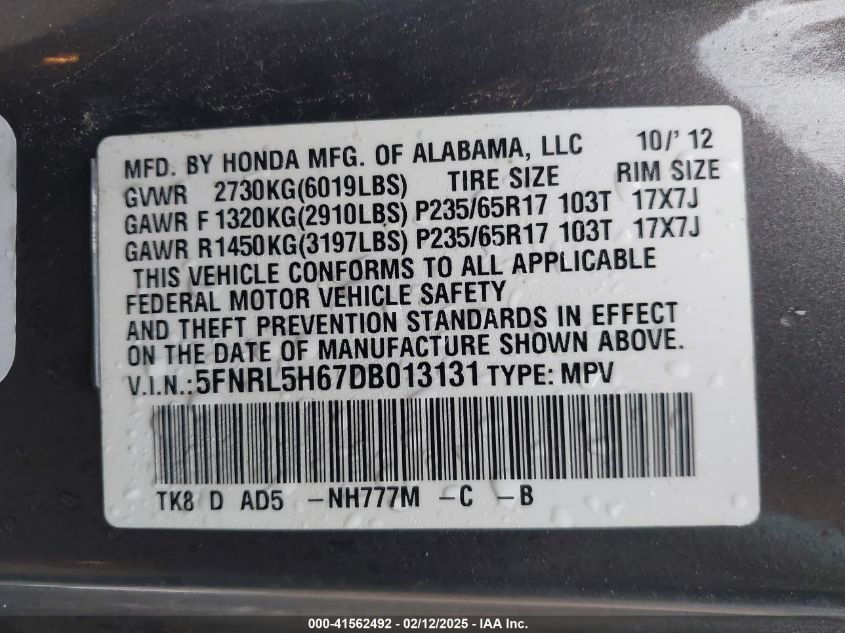 MFD. BY HONDA MFG. OF ALABAMA, LLC 10/'12
GVWR 2730KG(6019LBS) TIRE SIZE RIM SIZE
GAWR F 1320KG(2910LBS) P235/65R17 103T 17X7J
GAWR R1450KG(3197LBS) P235/65R17 103T 17X7J
THIS VEHICLE CONFORMS TO ALL APPLICABLE
FEDERAL MOTOR VEHICLE SAFETY
AND THEFT PREVENTION STANDARDS IN EFFECT
ON THE DATE OF MANUFACTURE SHOWN ABOVE.
V.I.N.: 5FNRL5H67DB013131 TYPE: MPV
TK8 D AD5 -NH777M -C -B
000-41562492 - 02/12/2025 - IAA Inc.